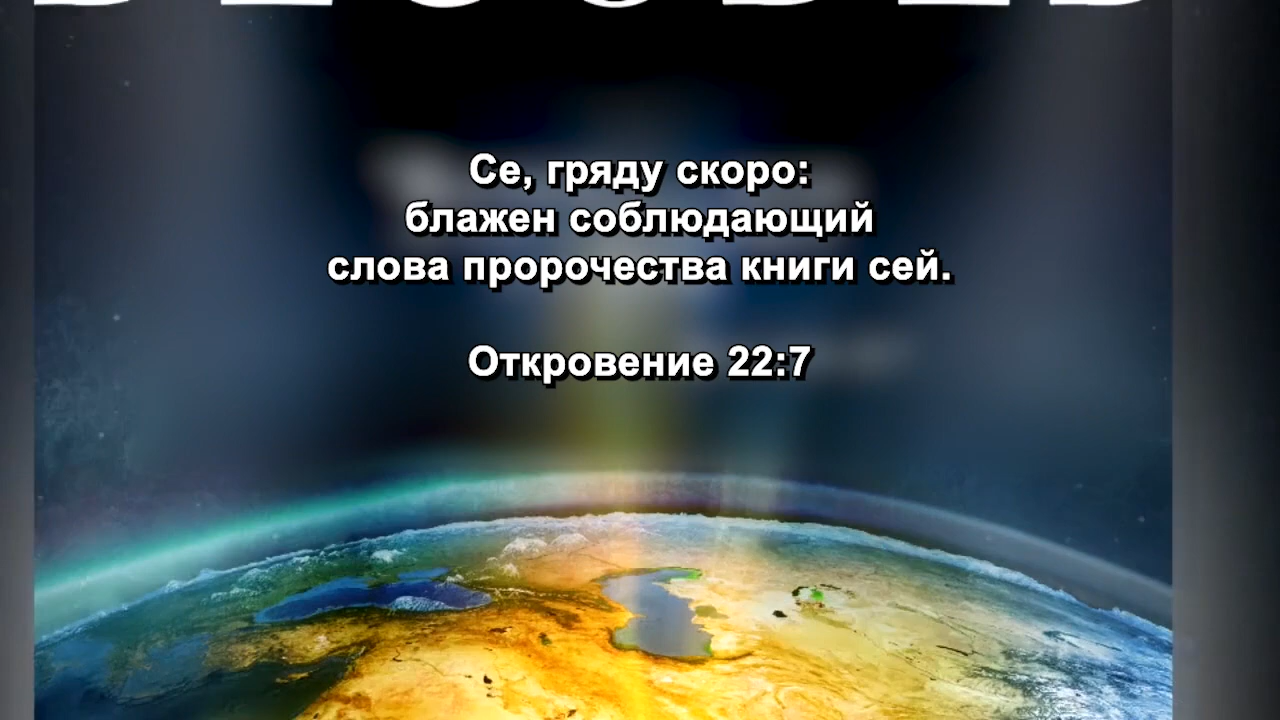 Се, гряду скоро:
блажен соблюдающий
слова пророчества книги сей.
Откровение 22:7